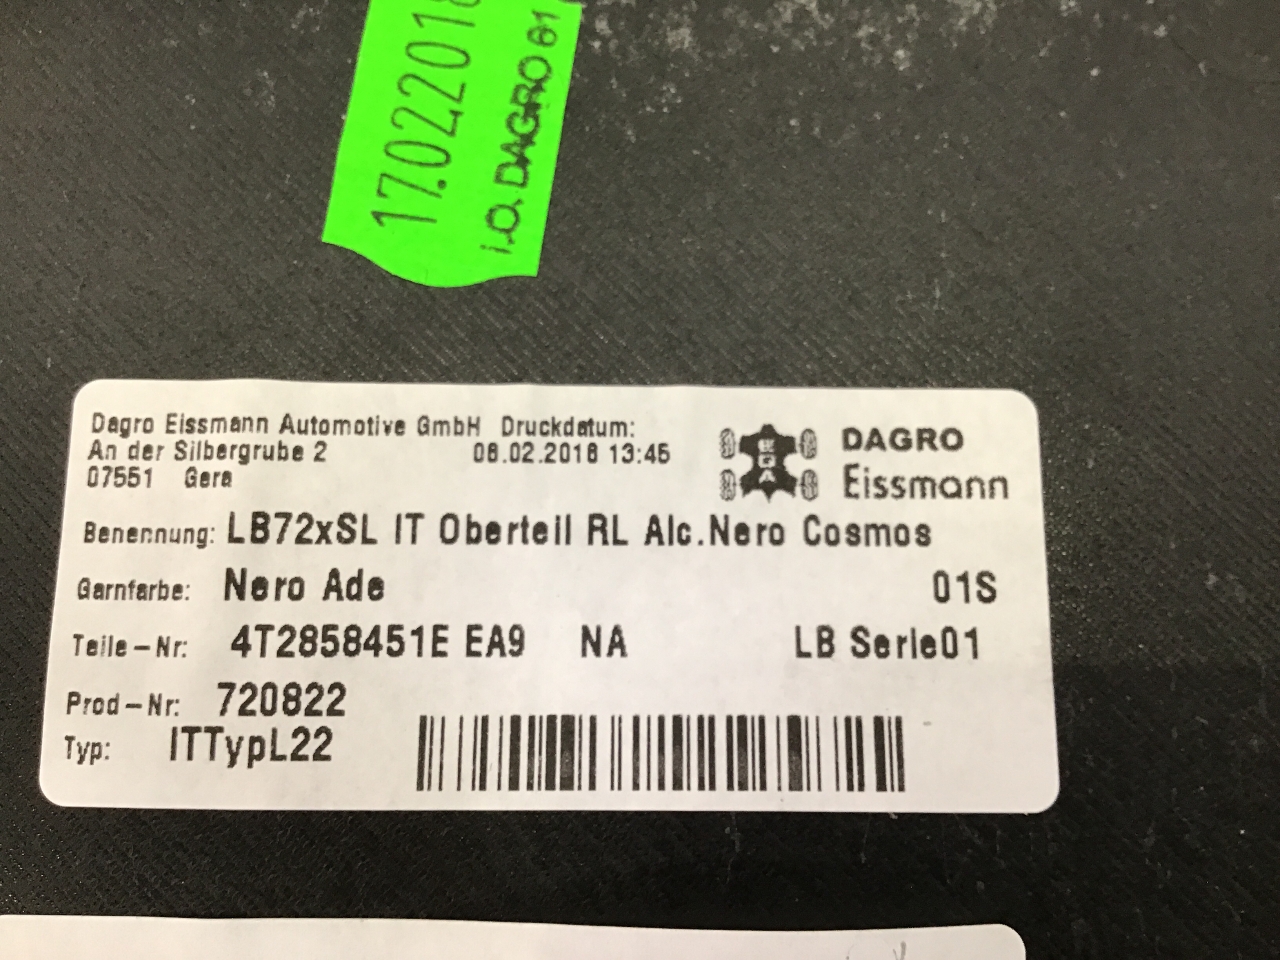 17.022018
i.O. DAGRO 61
Dagro Eissmann Automotive GmbH Druckdatum:
An der Silbergrube 2 08.02.2018 13:45
07551 Gera
DAGRO
Eissmann
Benennung: LB72xSL IT Oberteil RL Alc.Nero Cosmos
Garnfarbe: Nero Ade 01S
Teile-Nr: 4T2858451E EA9 NA LB Serie01
Prod-Nr: 720822
Typ: ITTypL22